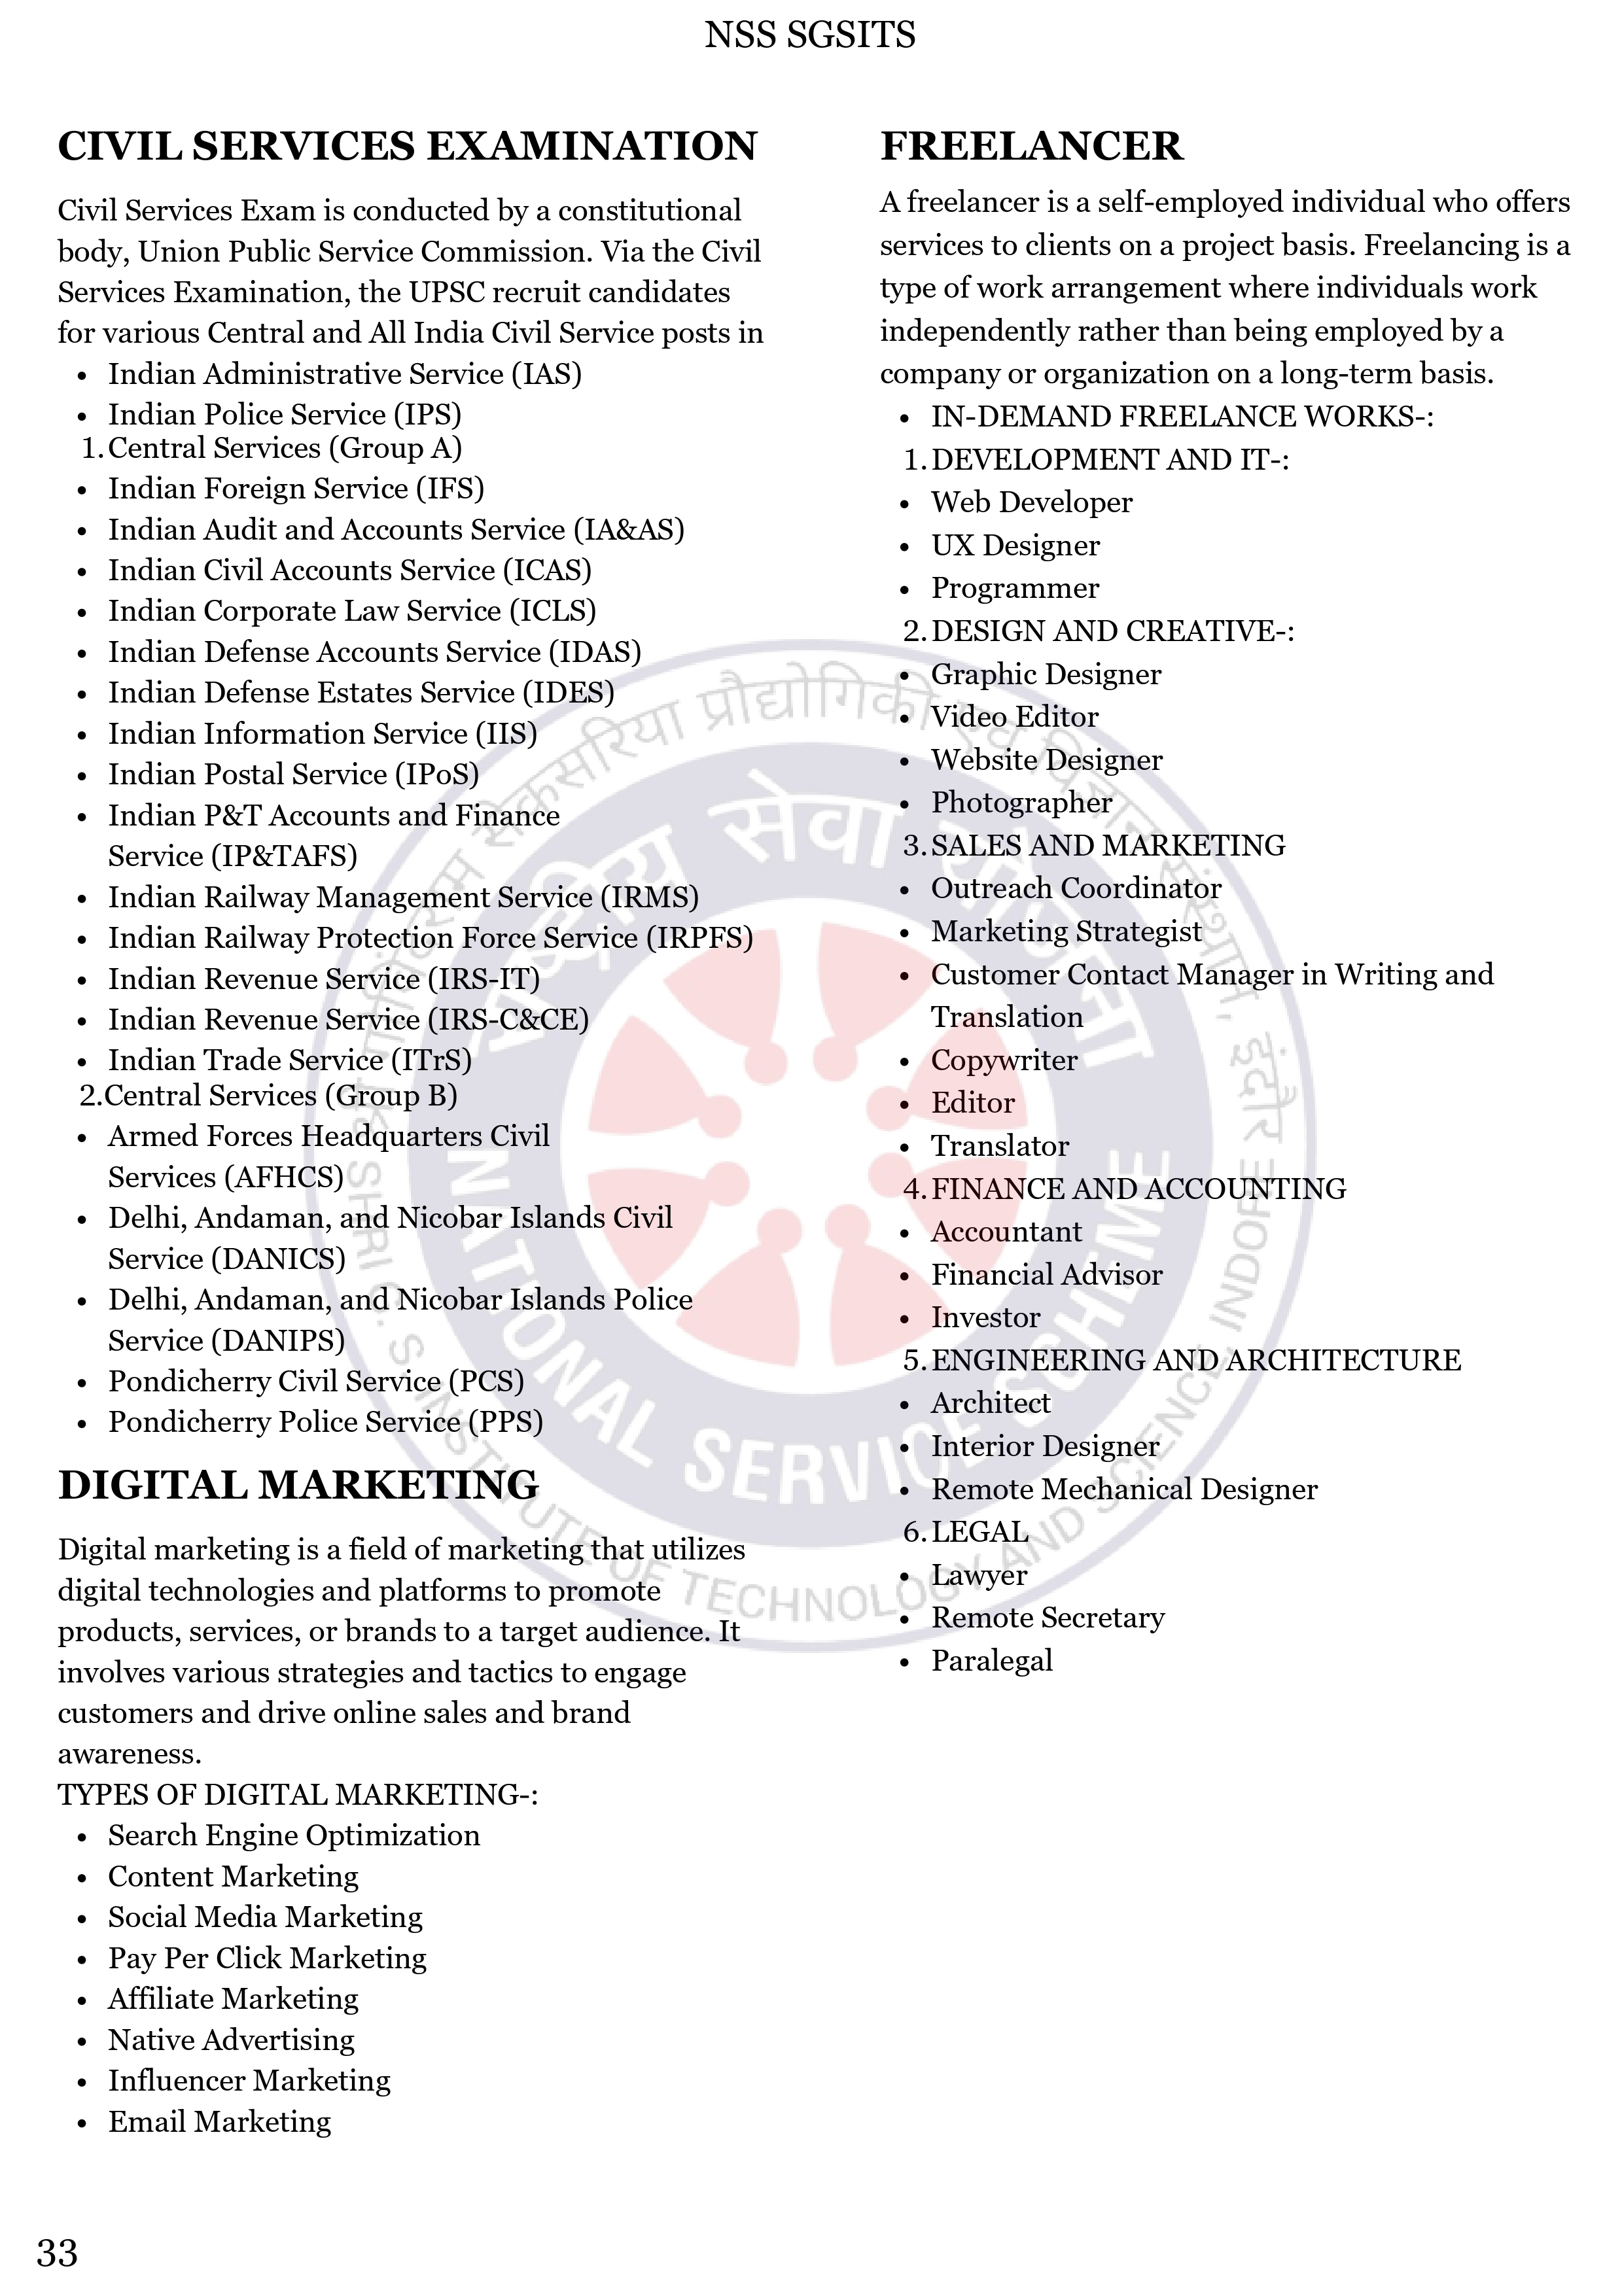 NSS SGSITS
CIVIL SERVICES EXAMINATION
Civil Services Exam is conducted by a constitutional
body, Union Public Service Commission. Via the Civil
Services Examination, the UPSC recruit candidates
for various Central and All India Civil Service posts in
• Indian Administrative Service (IAS)
• Indian Police Service (IPS)
1. Central Services (Group A)
• Indian Foreign Service (IFS)
• Indian Audit and Accounts Service (IA&AS)
• Indian Civil Accounts Service (ICAS)
• Indian Corporate Law Service (ICLS)
• Indian Defense Accounts Service (IDAS)
• Indian Defense Estates Service (IDES)
• Indian Information Service (IIS)
• Indian Postal Service (IPoS)
• Indian P&T Accounts and Finance
Service (IP&TAFS)
• Indian Railway Management Service (IRMS)
• Indian Railway Protection Force Service (IRPFS)
• Indian Revenue Service (IRS-IT)
• Indian Revenue Service (IRS-C&CE)
• Indian Trade Service (ITrS)
2.Central Services (Group B)
• Armed Forces Headquarters Civil
Services (AFHCS)
• Delhi, Andaman, and Nicobar Islands Civil
Service (DANICS)
• Delhi, Andaman, and Nicobar Islands Police
Service (DANIPS)
• Pondicherry Civil Service (PCS)
• Pondicherry Police Service (PPS)
DIGITAL MARKETING
Digital marketing is a field of marketing that utilizes
digital technologies and platforms to promote
products, services, or brands to a target audience. It
involves various strategies and tactics to engage
customers and drive online sales and brand
awareness.
TYPES OF DIGITAL MARKETING-:
• Search Engine Optimization
• Content Marketing
• Social Media Marketing
• Pay Per Click Marketing
• Affiliate Marketing
• Native Advertising
• Influencer Marketing
• Email Marketing
FREELANCER
A freelancer is a self-employed individual who offers
services to clients on a project basis. Freelancing is a
type of work arrangement where individuals work
independently rather than being employed by a
company or organization on a long-term basis.
• IN-DEMAND FREELANCE WORKS-:
1. DEVELOPMENT AND IT-:
• Web Developer
• UX Designer
• Programmer
2. DESIGN AND CREATIVE-:
• Graphic Designer
• Video Editor
• Website Designer
• Photographer
3. SALES AND MARKETING
• Outreach Coordinator
• Marketing Strategist
• Customer Contact Manager in Writing and
Translation
• Copywriter
• Editor
• Translator
4. FINANCE AND ACCOUNTING
• Accountant
• Financial Advisor
• Investor
5. ENGINEERING AND ARCHITECTURE
• Architect
• Interior Designer
• Remote Mechanical Designer
6. LEGAL
• Lawyer
• Remote Secretary
• Paralegal
प्रौद्योगिकी एवं विज्ञान संस्थान, इंदौर
सेवा योजना
NATIONAL SERVICE SCHEME
SHRI G. S. INSTITUTE OF TECHNOLOGY AND SCIENCE, INDORE
33